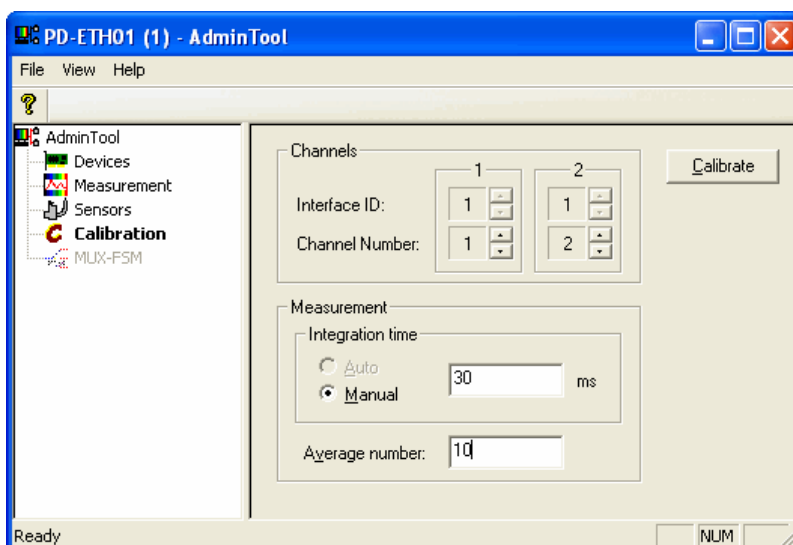 PD-ETH01 (1) - AdminTool
File View Help
AdminTool
Devices
Measurement
Sensors
Calibration
MUX-FSM
Channels
1 2
Interface ID: 1 1
Channel Number: 1 2
Calibrate
Measurement
Integration time
Auto
Manual
30 ms
Average number: 10
Ready NUM